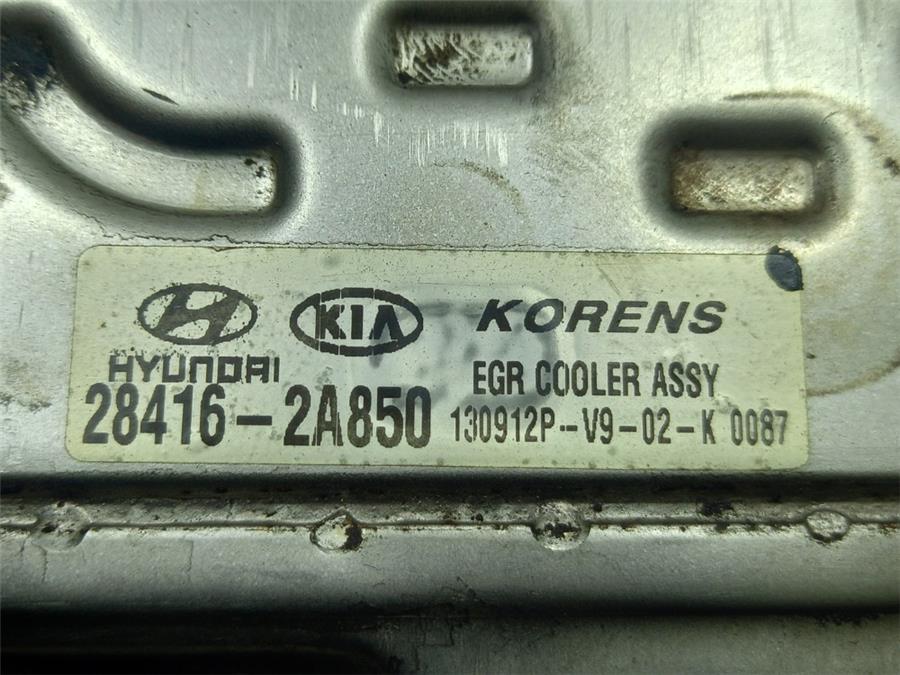 HYUNDAI
KIA
KORENS
EGR COOLER ASSY
28416-2A850
130912P-V9-02-K 0087